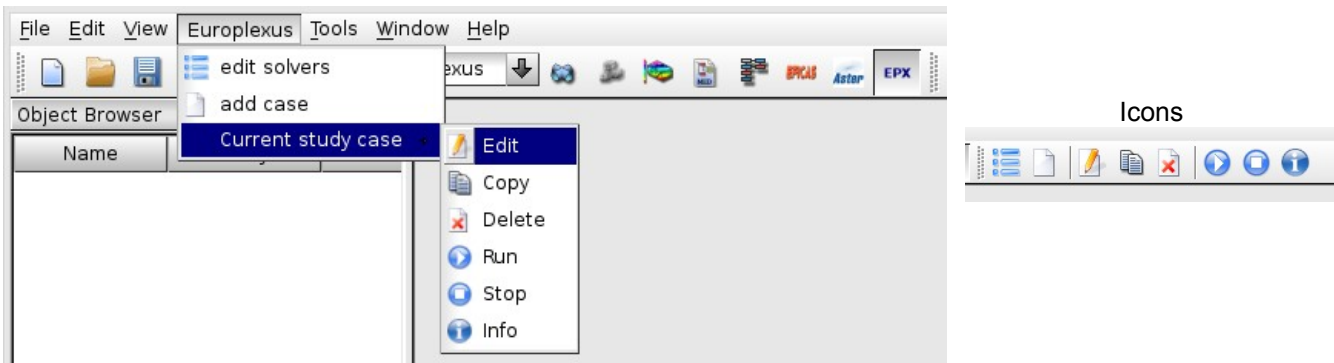 File Edit View Europlexus Tools Window Help
edit solvers
exus
MED
Aster
EPX
add case
Object Browser
Current study case
Name
Edit
Copy
Delete
Run
Stop
Info
Icons